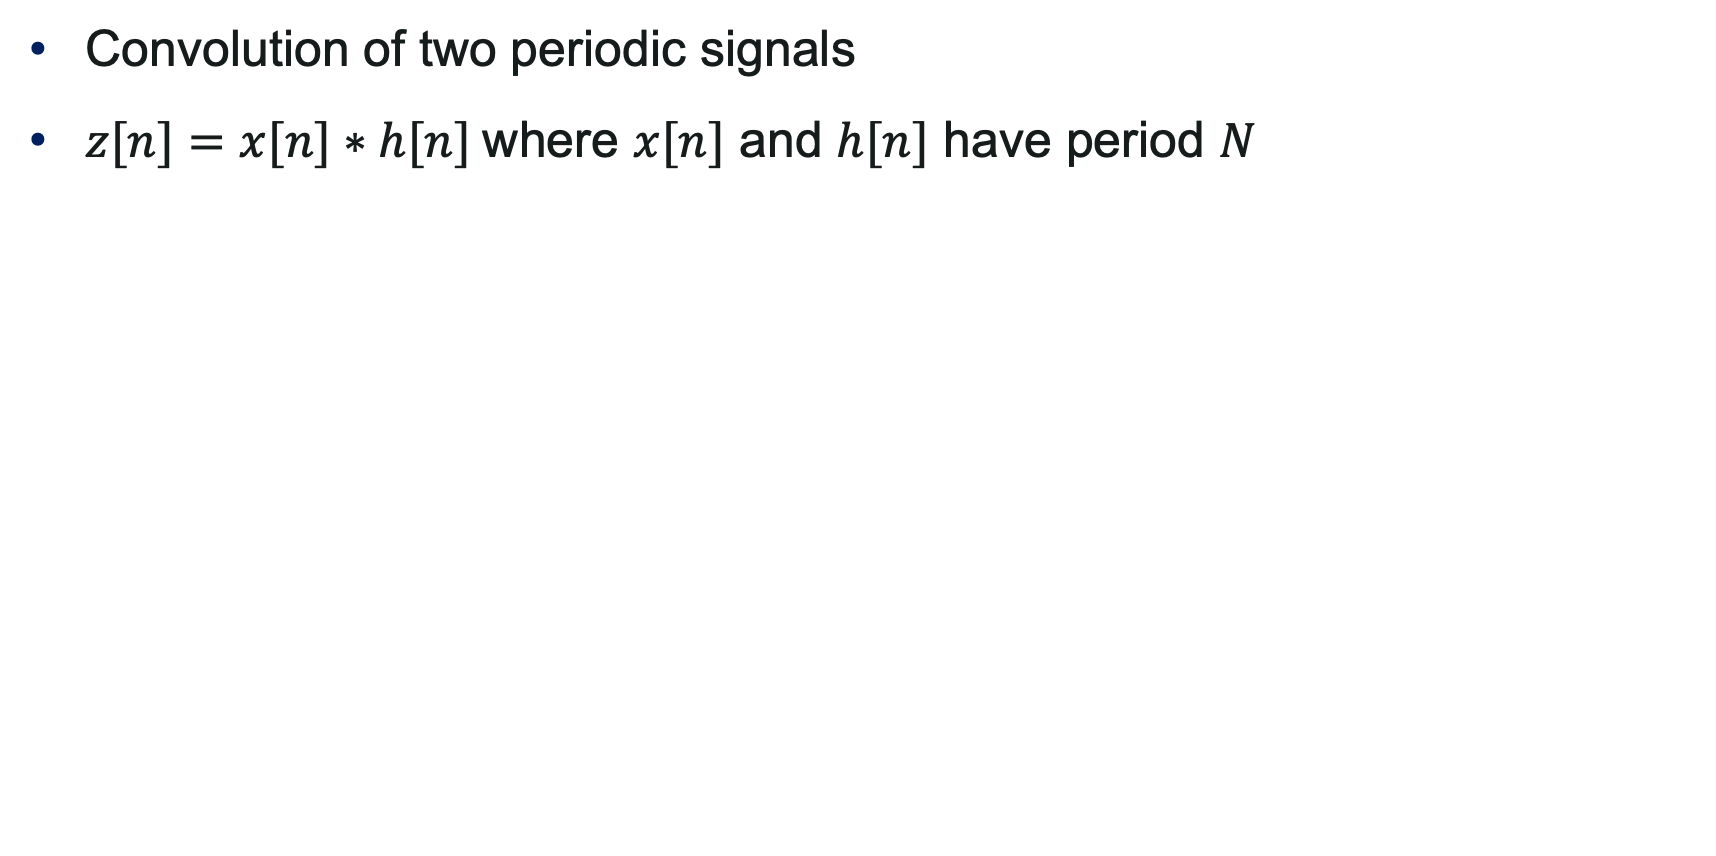 • Convolution of two periodic signals
• z[n] = x[n] ∗ h[n] where x[n] and h[n] have period N